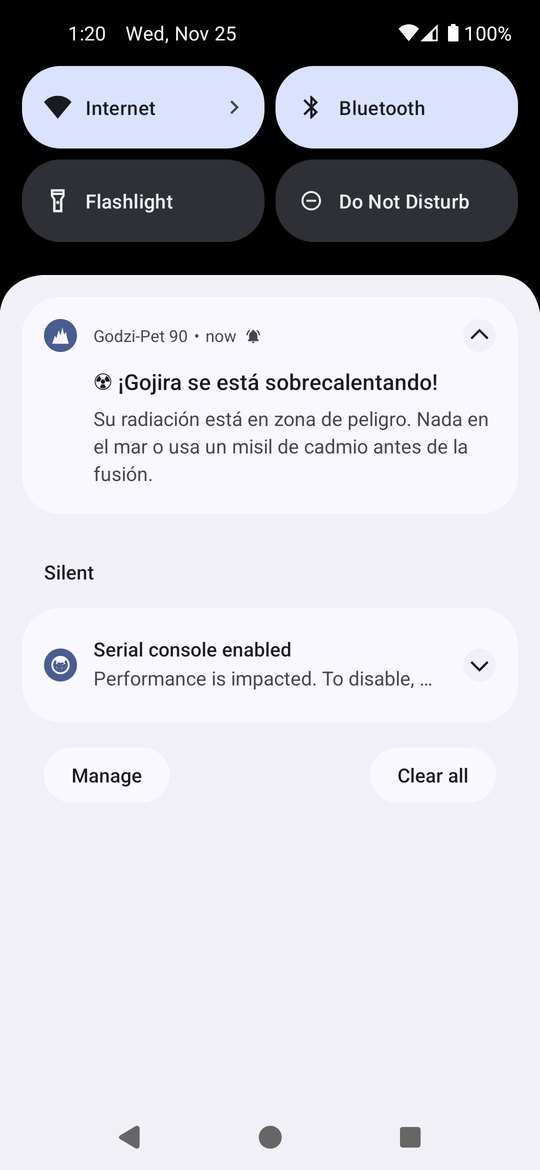 1:20 Wed, Nov 25 100%
Internet
Bluetooth
Flashlight
Do Not Disturb
Godzi-Pet 90 • now
☢ ¡Gojira se está sobrecalentando!
Su radiación está en zona de peligro. Nada en
el mar o usa un misil de cadmio antes de la
fusión.
Silent
Serial console enabled
Performance is impacted. To disable, …
Manage
Clear all